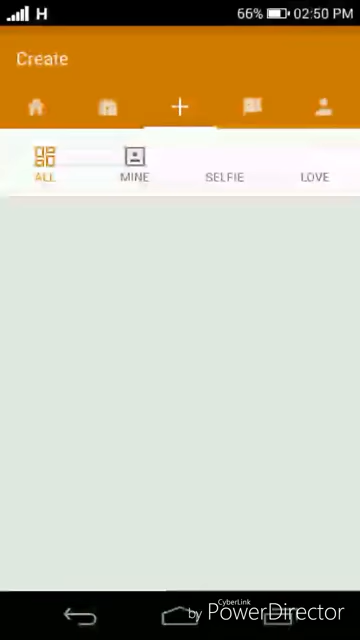 H 66% 02:50 PM
Create
ALL MINE SELFIE LOVE
CyberLink
by PowerDirector